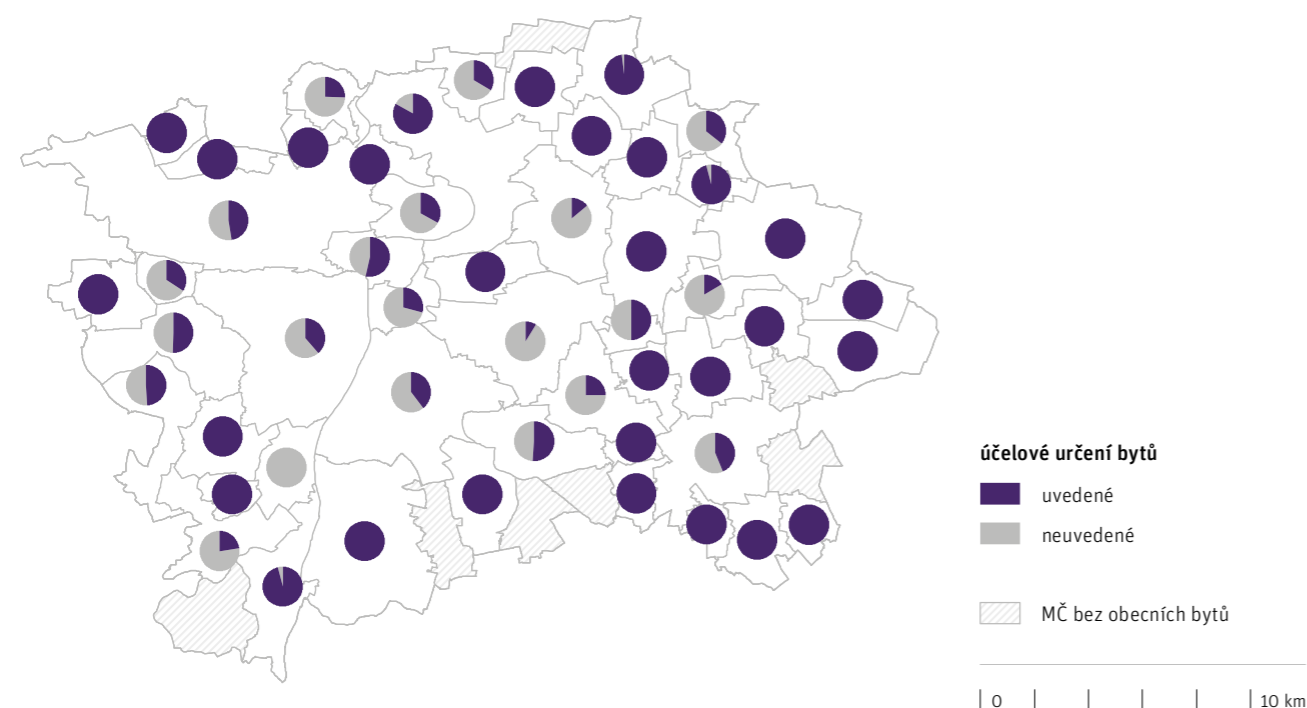 účelové určení bytů
uvedené
neuvedené
MČ bez obecních bytů
0 10 km